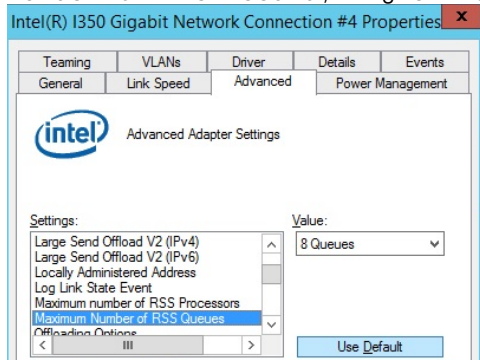 Intel(R) I350 Gigabit Network Connection #4 Properties x
Teaming VLANs Driver Details Events
General Link Speed Advanced Power Management
intel Advanced Adapter Settings
Settings: Value:
Large Send Offload V2 (IPv4) 8 Queues
Large Send Offload V2 (IPv6)
Locally Administered Address
Log Link State Event
Maximum number of RSS Processors
Maximum Number of RSS Queues
Offloading Options
Use Default